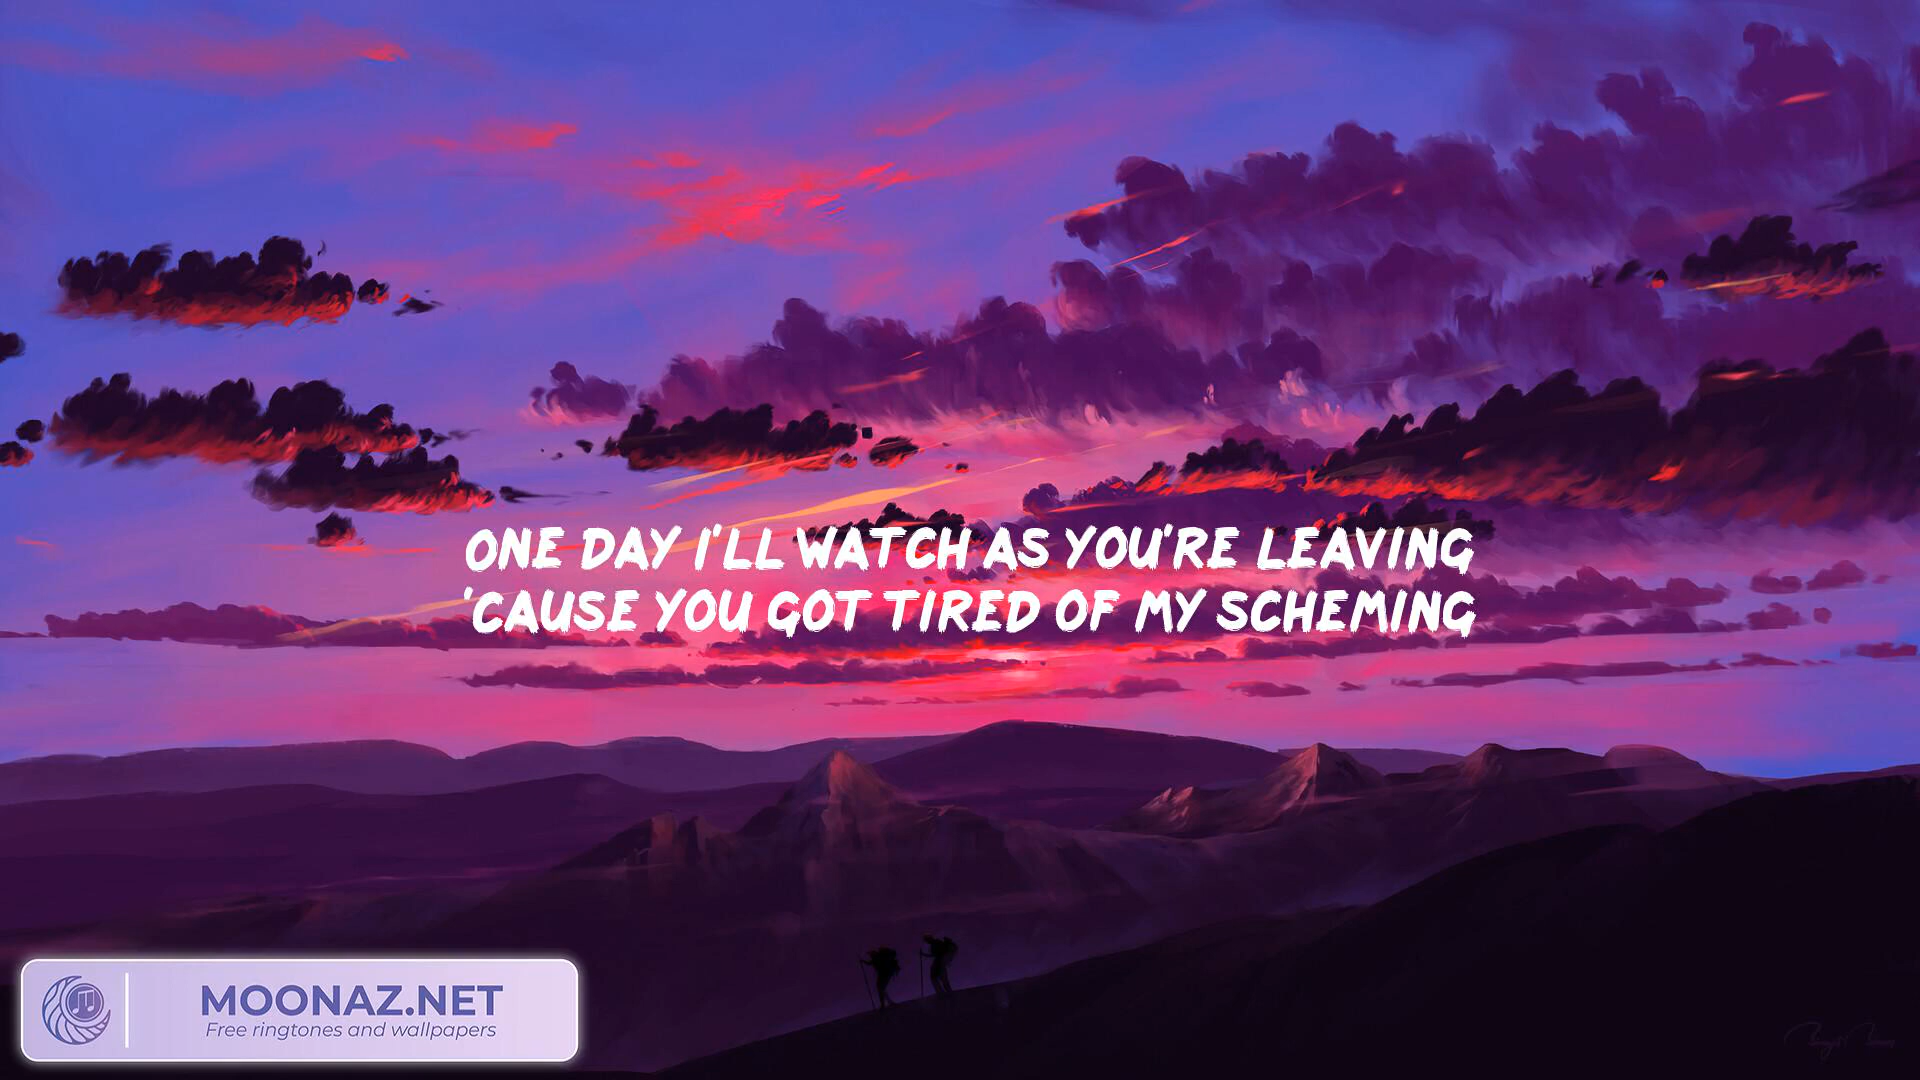 ONE DAY I'LL WATCH AS YOU'RE LEAVING
'CAUSE YOU GOT TIRED OF MY SCHEMING
MOONAZ.NET
Free ringtones and wallpapers